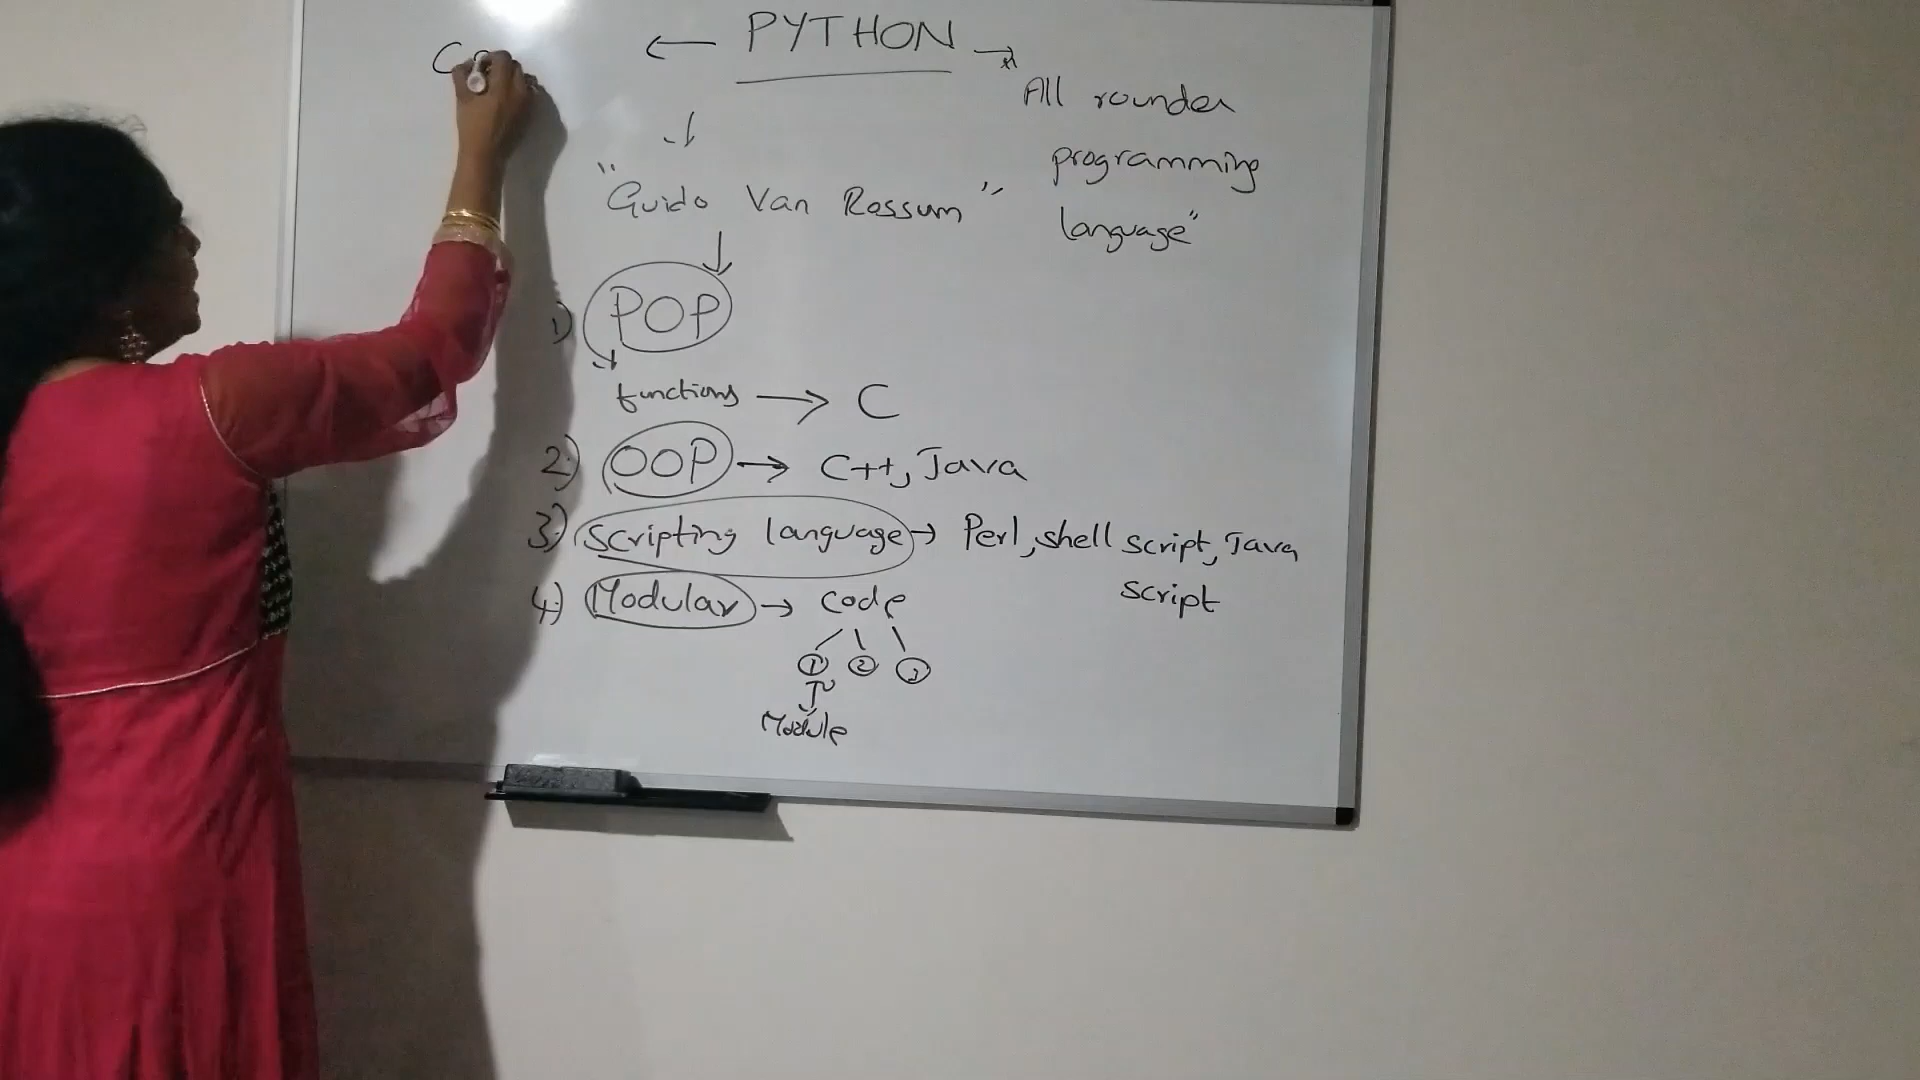 PYTHON
All rounder
programming
language"
"Guido Van Rossum"
1) POP
functions → C
2.) OOP → C++, Java
3.) Scripting language → Perl, shell script, Java
script
4.) Modular → code
1 2 3
Module